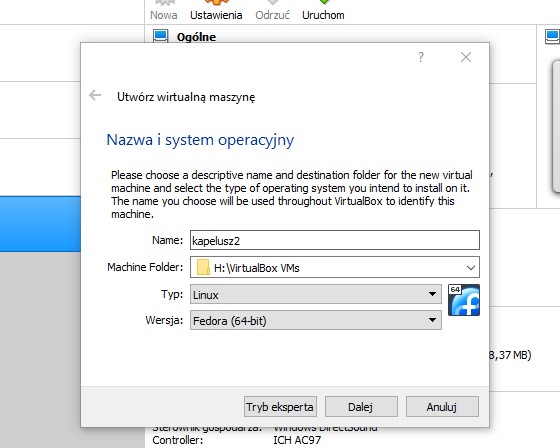 Nowa Ustawienia Odrzuć Uruchom
Ogólne
?
Utwórz wirtualną maszynę
Nazwa i system operacyjny
Please choose a descriptive name and destination folder for the new virtual
machine and select the type of operating system you intend to install on it.
The name you choose will be used throughout VirtualBox to identify this
machine.
Name: kapelusz2
Machine Folder: H:\VirtualBox VMs
Typ: Linux
64
Wersja: Fedora (64-bit)
8,37 MB)
Tryb eksperta Dalej Anuluj
Sterownik gospodarza: Windows DirectSound
Controller: ICH AC97